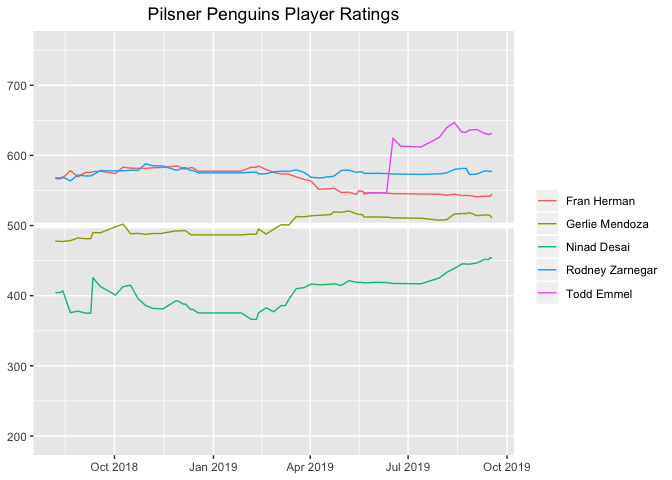 Pilsner Penguins Player Ratings
700
600
500
400
300
200
Oct 2018
Jan 2019
Apr 2019
Jul 2019
Oct 2019
Fran Herman
Gerlie Mendoza
Ninad Desai
Rodney Zarnegar
Todd Emmel